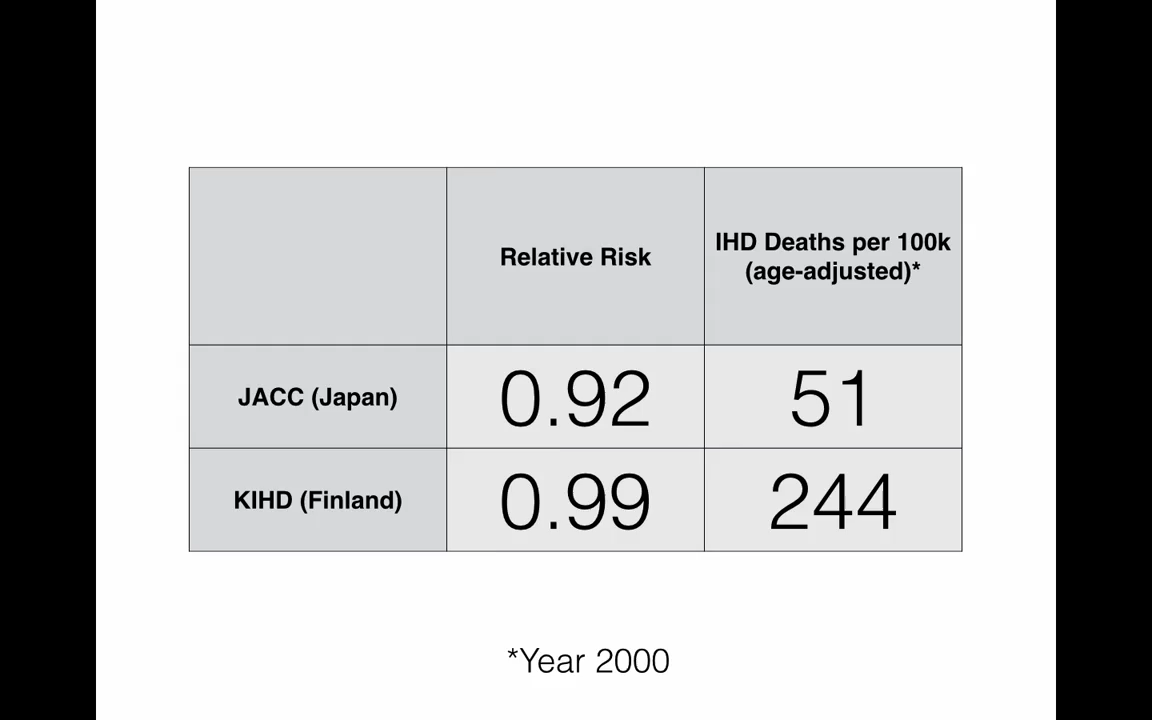 Relative Risk
IHD Deaths per 100k
(age-adjusted)*
JACC (Japan)
0.92
51
KIHD (Finland)
0.99
244
*Year 2000